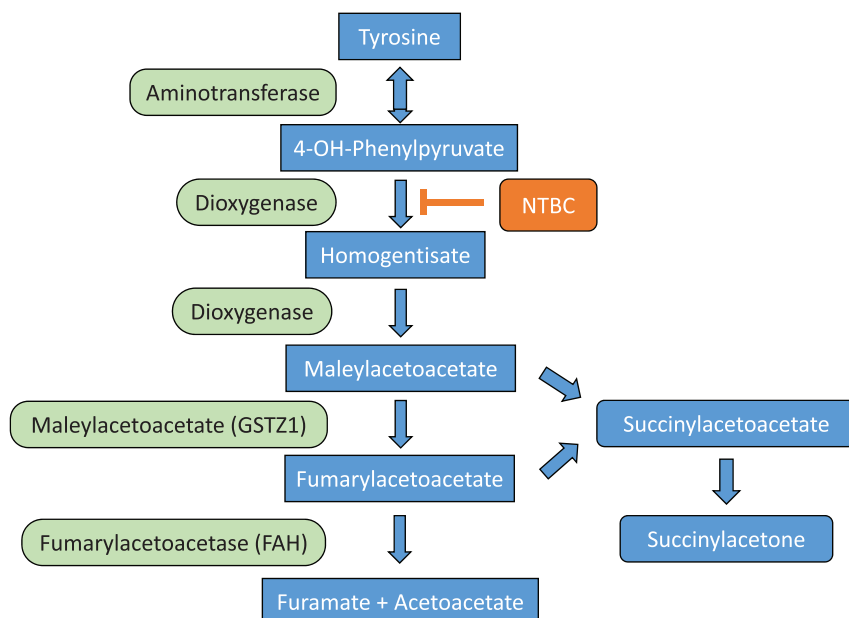 Tyrosine
Aminotransferase
4-OH-Phenylpyruvate
Dioxygenase
NTBC
Homogentisate
Dioxygenase
Maleylacetoacetate
Maleylacetoacetate (GSTZ1)
Succinylacetoacetate
Fumarylacetoacetate
Fumarylacetoacetase (FAH)
Succinylacetone
Furamate + Acetoacetate